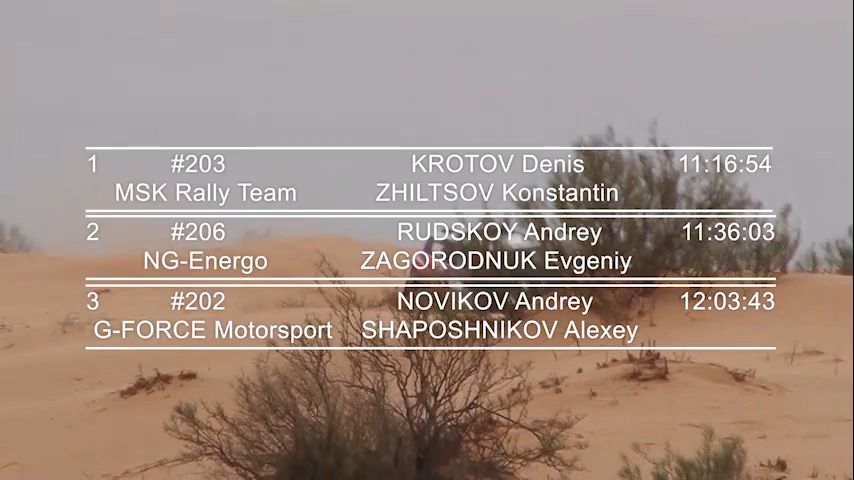 1 #203 KROTOV Denis 11:16:54
MSK Rally Team ZHILTSOV Konstantin
2 #206 RUDSKOY Andrey 11:36:03
NG-Energo ZAGORODNUK Evgeniy
3 #202 NOVIKOV Andrey 12:03:43
G-FORCE Motorsport SHAPOSHNIKOV Alexey